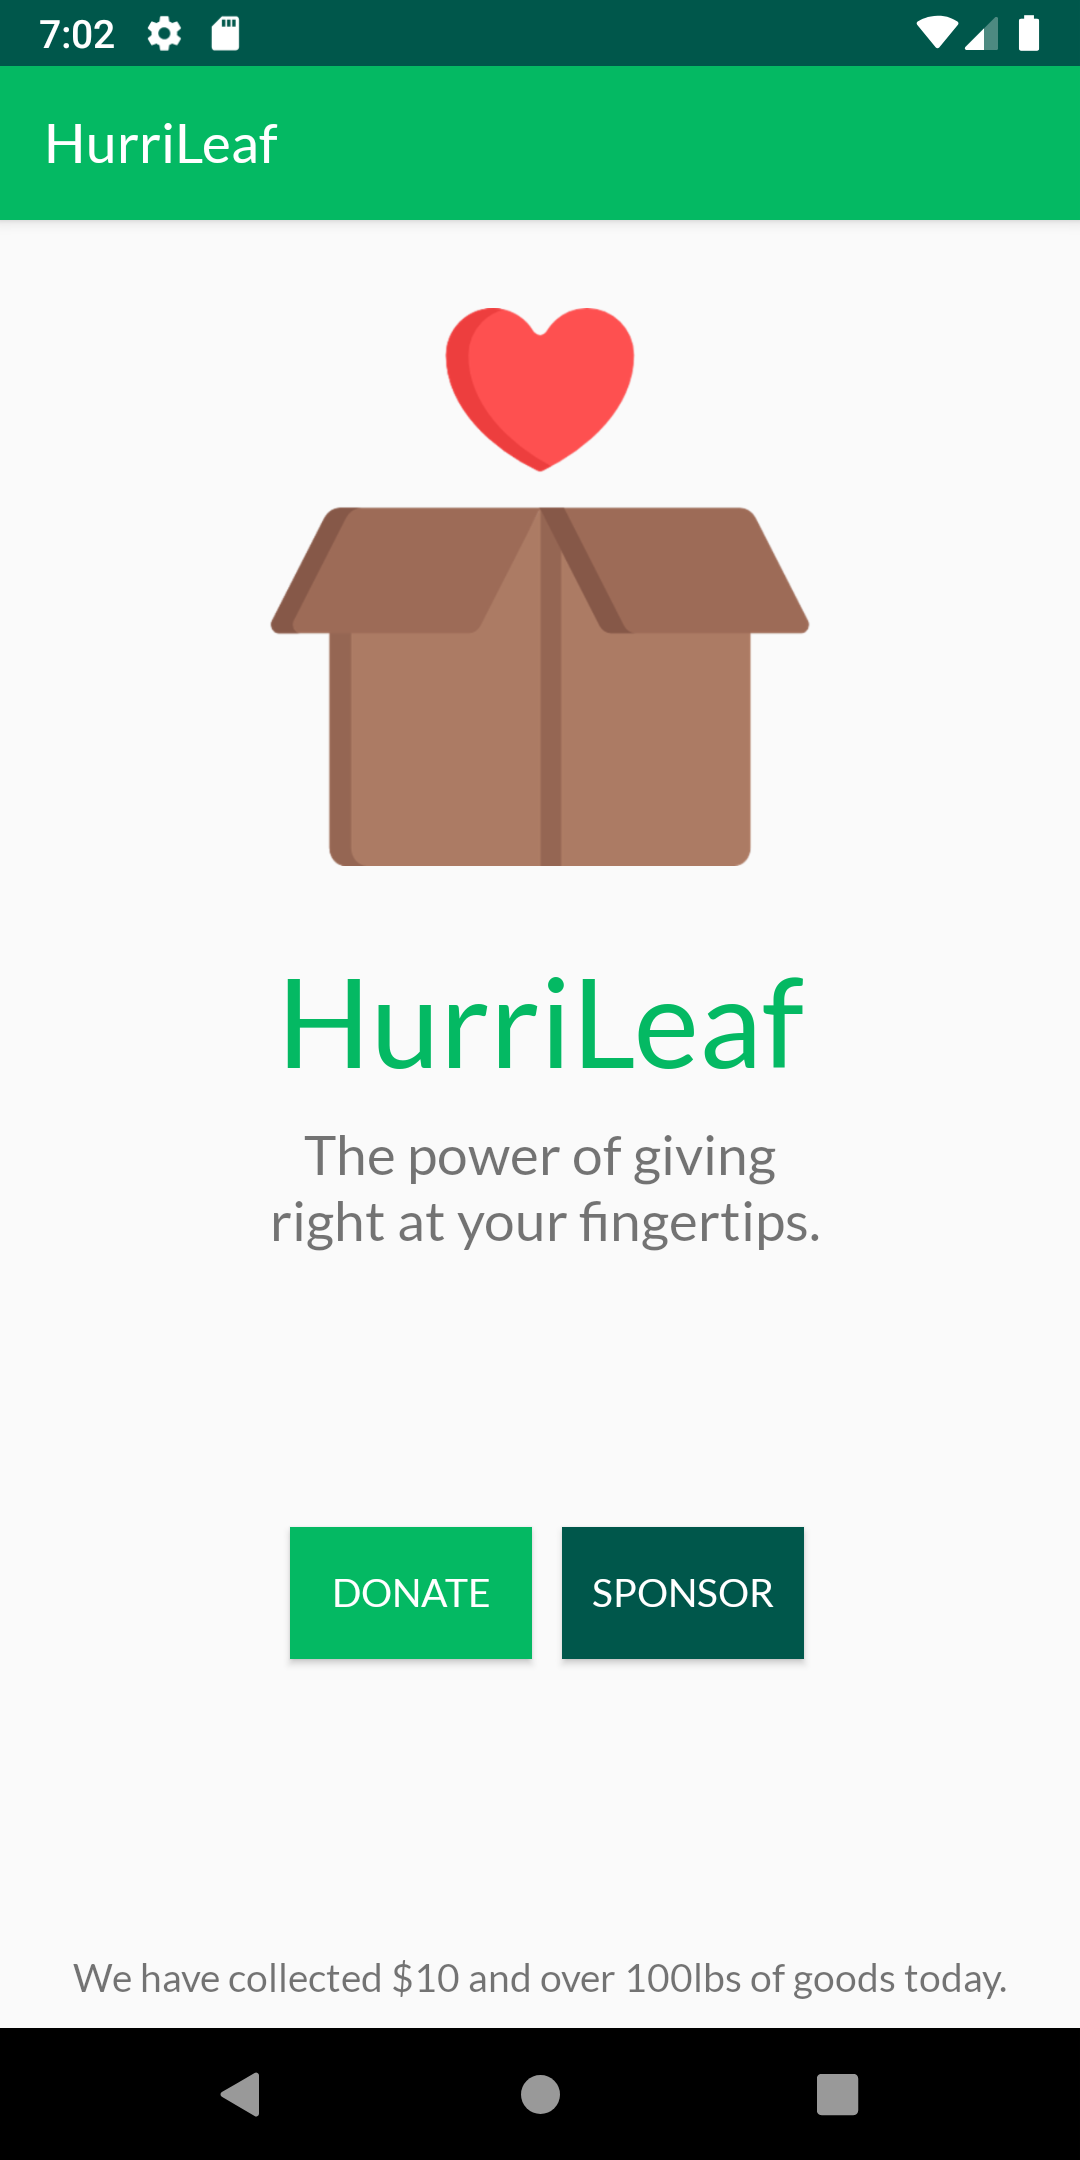 7:02
HurriLeaf
HurriLeaf
The power of giving
right at your fingertips.
DONATE
SPONSOR
We have collected $10 and over 100lbs of goods today.